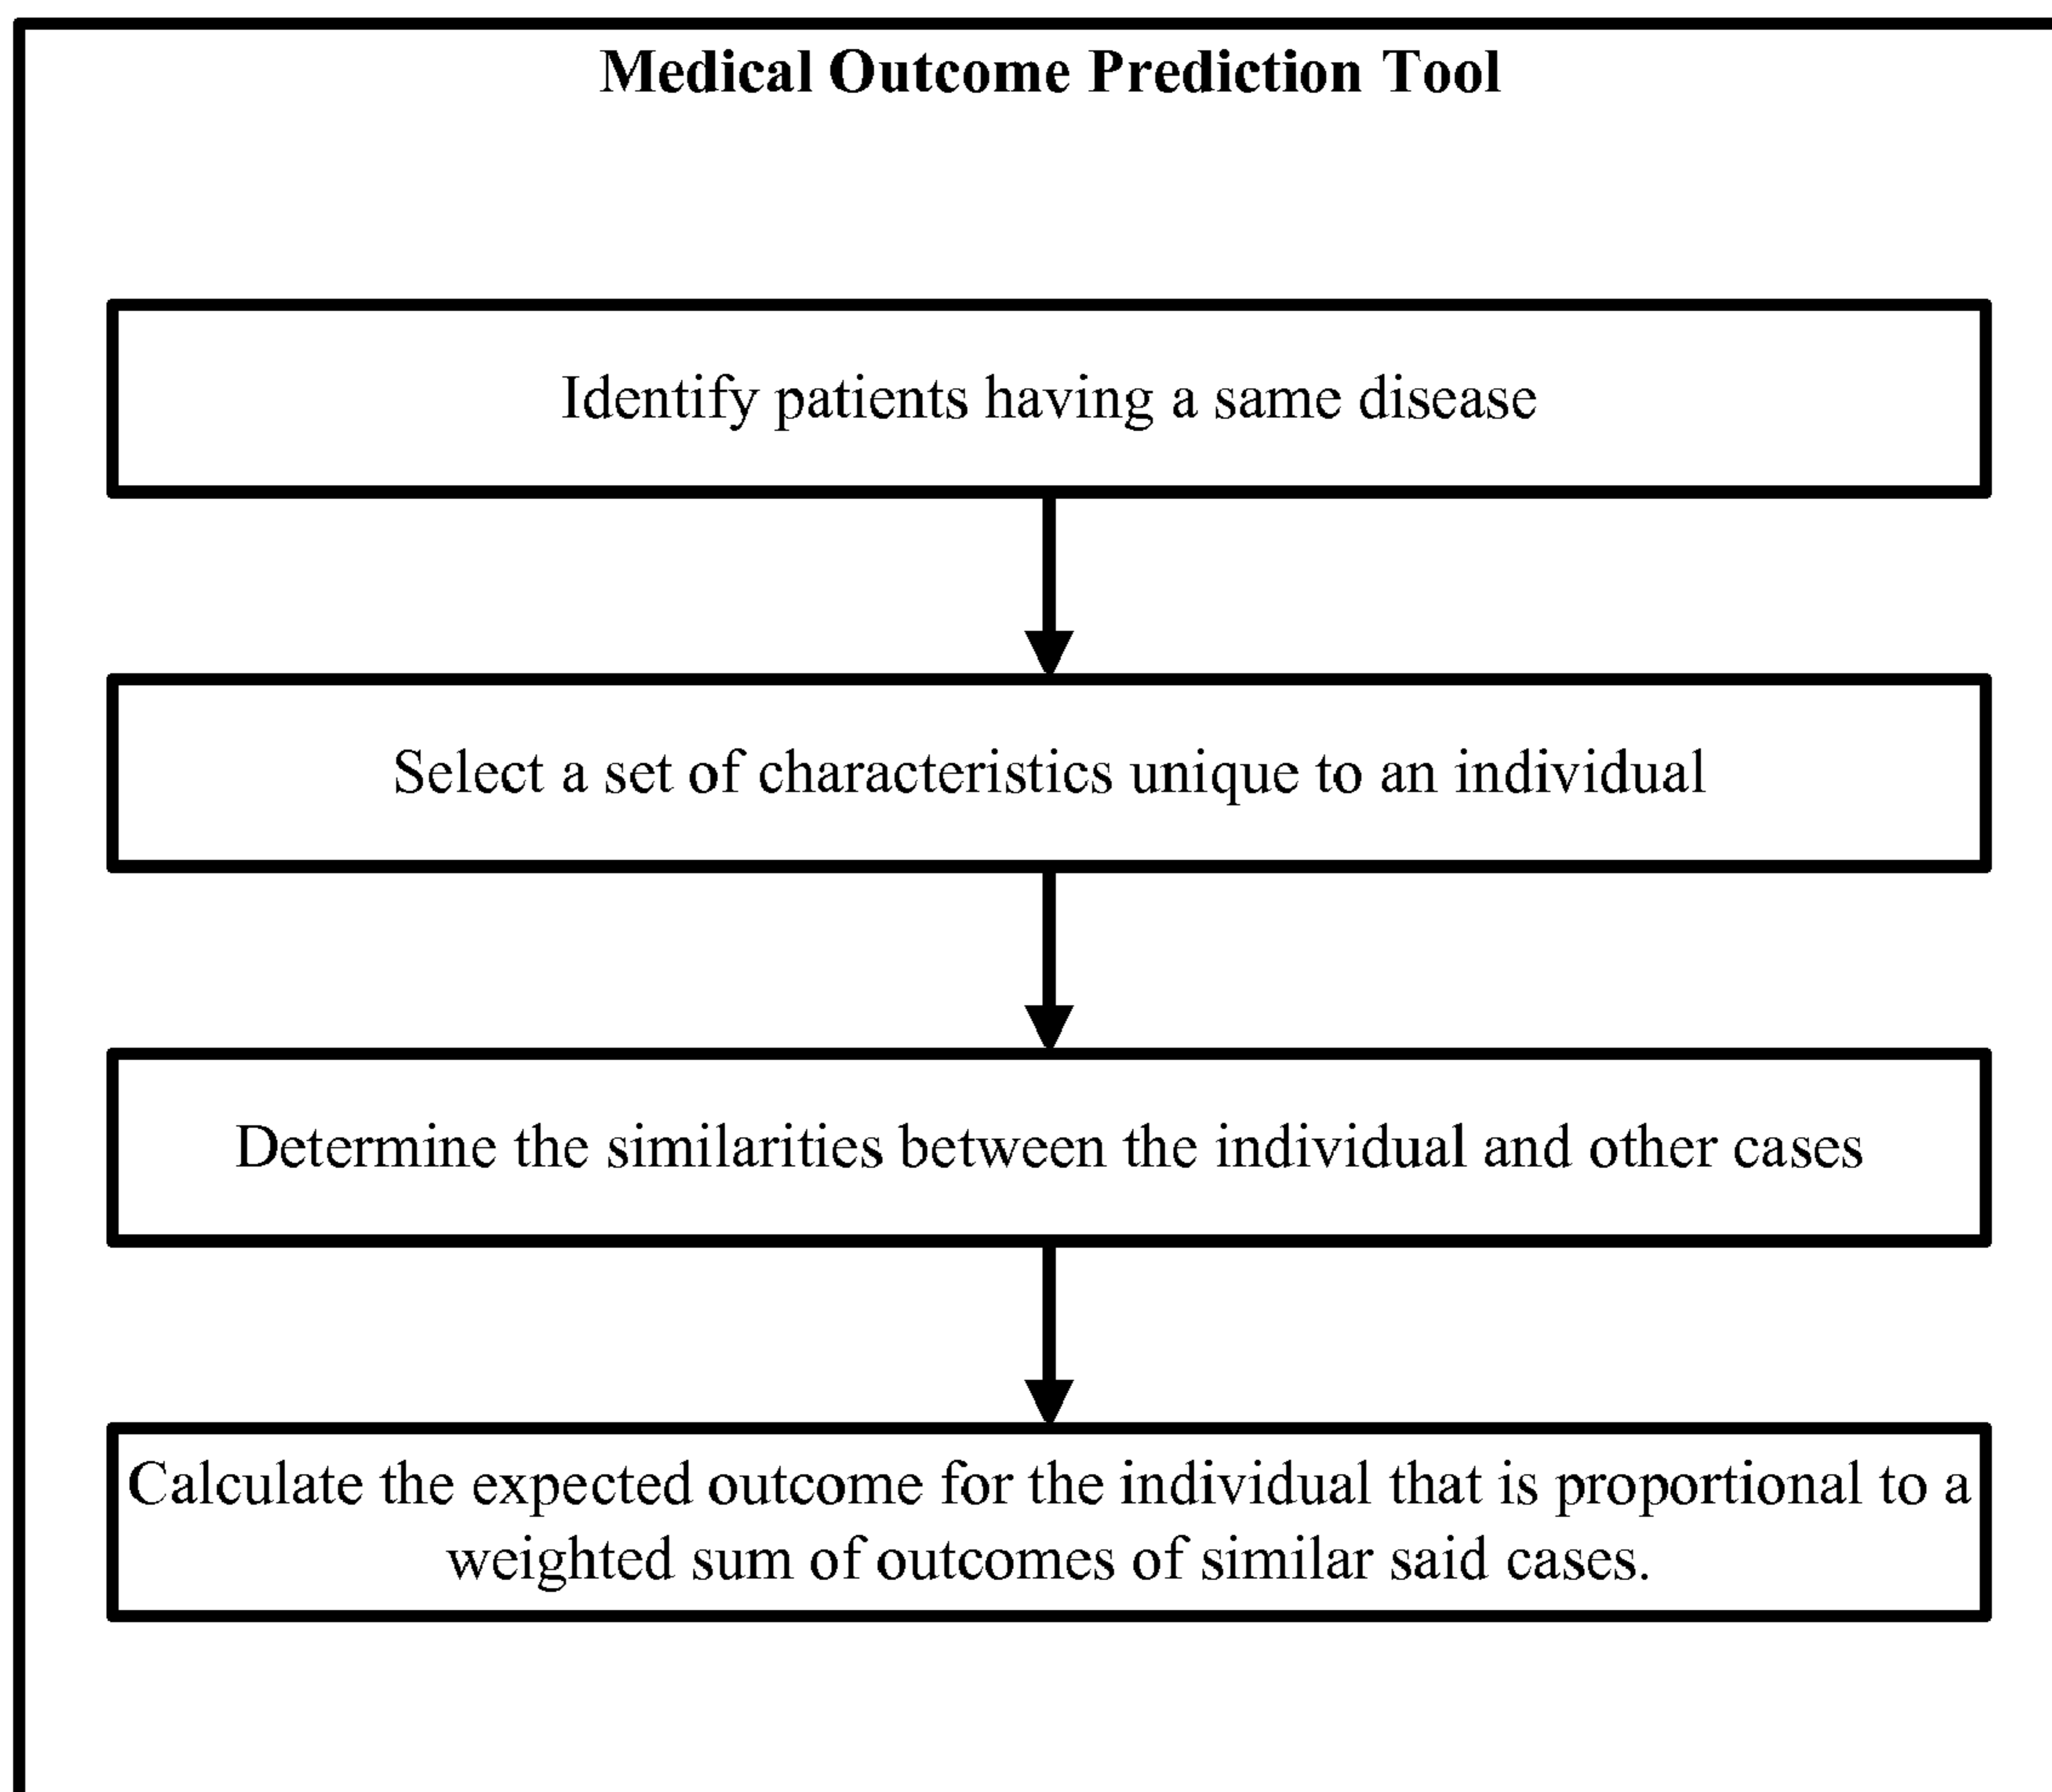 Medical Outcome Prediction Tool
Identify patients having a same disease
Select a set of characteristics unique to an individual
Determine the similarities between the individual and other cases
Calculate the expected outcome for the individual that is proportional to a
weighted sum of outcomes of similar said cases.